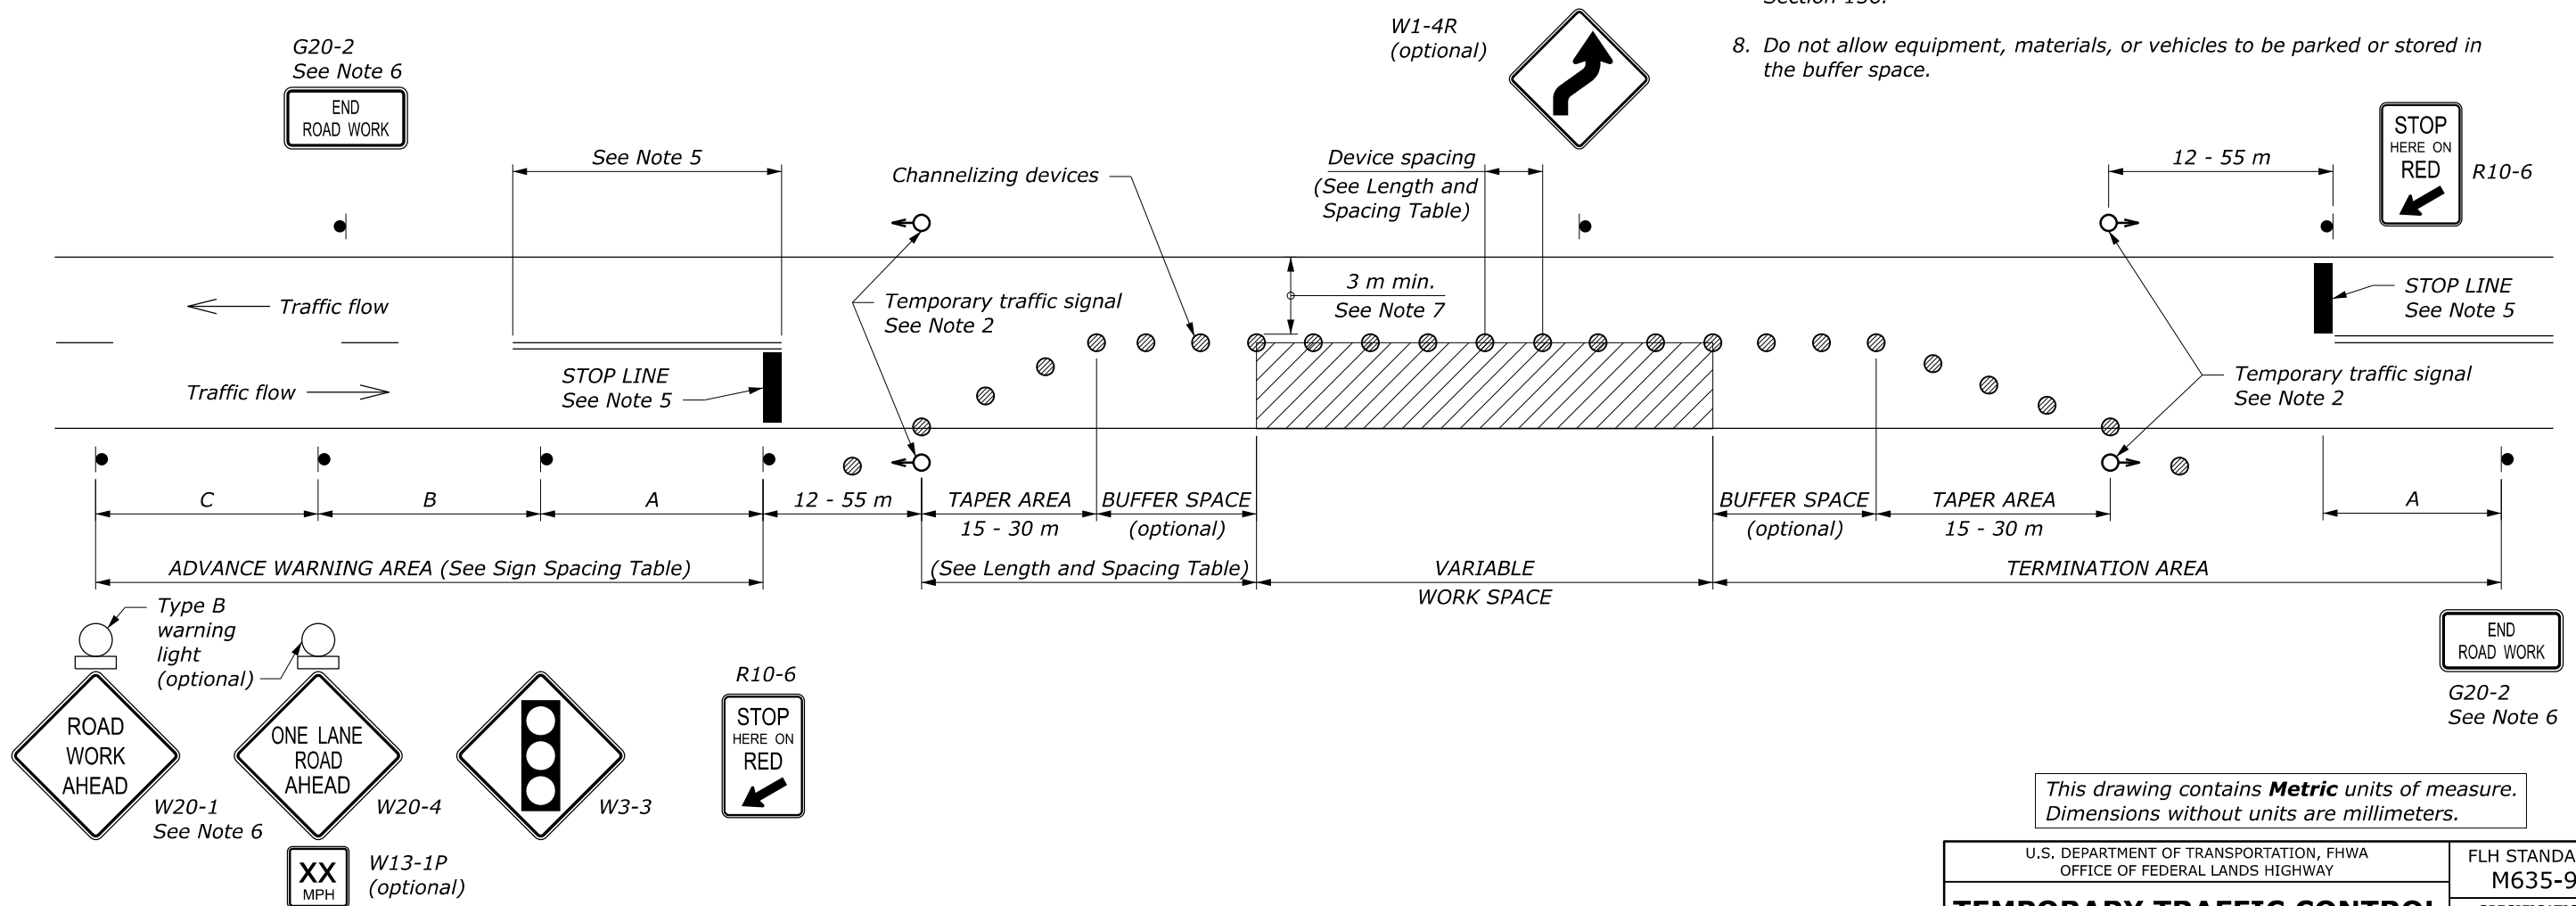 Section 156.
8. Do not allow equipment, materials, or vehicles to be parked or stored in
the buffer space.
W1-4R
(optional)
G20-2
See Note 6
END
ROAD WORK
See Note 5
Channelizing devices
Device spacing
(See Length and
Spacing Table)
12 - 55 m
STOP
HERE ON
RED
R10-6
Traffic flow
Temporary traffic signal
See Note 2
3 m min.
See Note 7
STOP LINE
See Note 5
Traffic flow
STOP LINE
See Note 5
Temporary traffic signal
See Note 2
C
B
A
12 - 55 m
TAPER AREA
15 - 30 m
BUFFER SPACE
(optional)
BUFFER SPACE
(optional)
TAPER AREA
15 - 30 m
A
ADVANCE WARNING AREA (See Sign Spacing Table)
(See Length and Spacing Table)
VARIABLE
WORK SPACE
TERMINATION AREA
Type B
warning
light
(optional)
ROAD
WORK
AHEAD
W20-1
See Note 6
ONE LANE
ROAD
AHEAD
W20-4
XX
MPH
W13-1P
(optional)
W3-3
R10-6
STOP
HERE ON
RED
END
ROAD WORK
G20-2
See Note 6
This drawing contains Metric units of measure.
Dimensions without units are millimeters.
U.S. DEPARTMENT OF TRANSPORTATION, FHWA
OFFICE OF FEDERAL LANDS HIGHWAY
FLH STANDA
M635-9
TEMPORARY TRAFFIC CONTROL